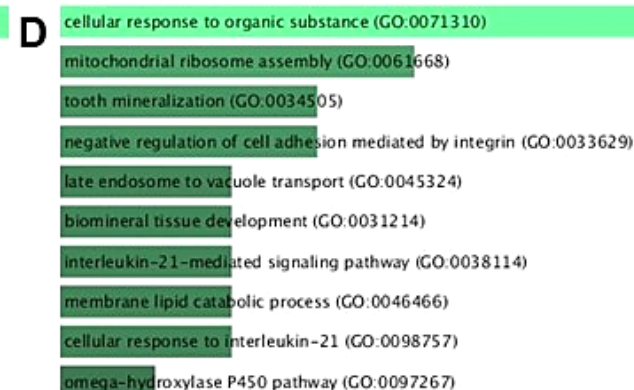 D
cellular response to organic substance (GO:0071310)
mitochondrial ribosome assembly (GO:0061668)
tooth mineralization (GO:0034505)
negative regulation of cell adhesion mediated by integrin (GO:0033629)
late endosome to vacuole transport (GO:0045324)
biomineral tissue development (GO:0031214)
interleukin-21-mediated signaling pathway (GO:0038114)
membrane lipid catabolic process (GO:0046466)
cellular response to interleukin-21 (GO:0098757)
omega-hydroxylase P450 pathway (GO:0097267)